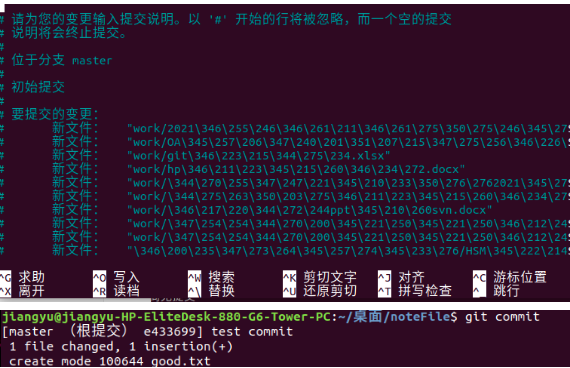 # 请为您的变更输入提交说明。以 '#' 开始的行将被忽略，而一个空的提交
# 说明将会终止提交。
#
# 位于分支 master
#
# 初始提交
#
# 要提交的变更：
#       新文件：   "work/2021\346\255\246\346\261\211\346\261\275\350\275\246\345\275
#       新文件：   "work/OA\345\257\206\347\240\201\351\207\215\347\275\256\346\226\
#       新文件：   "work/git\346\223\215\344\275\234.xlsx"
#       新文件：   "work/hp\346\211\223\345\215\260\346\234\272.docx"
#       新文件：   "work/\344\270\255\347\247\221\345\210\233\350\276\2762021\345\275
#       新文件：   "work/\344\275\263\350\203\275\346\211\223\345\215\260\346\234\275
#       新文件：   "work/\346\217\220\344\272\244ppt\345\210\260svn.docx"
#       新文件：   "work/\347\254\254\344\270\200\345\221\250\345\221\250\346\212\24
#       新文件：   "work/\347\254\254\344\270\200\345\221\250\345\221\250\346\212\24
#       新文件：   "\346\200\235\347\273\264\345\257\274\345\233\276/HSM\345\222\214
^G 求助 ^O 写入 ^W 搜索 ^K 剪切文字 ^J 对齐 ^C 游标位置
^X 离开 ^R 读档 ^\ 替换 ^U 还原剪切 ^T 拼写检查 ^_ 跳行
jiangyu@jiangyu-HP-EliteDesk-880-G6-Tower-PC:~/桌面/noteFile$ git commit
[master （根提交） e433699] test commit
 1 file changed, 1 insertion(+)
 create mode 100644 good.txt